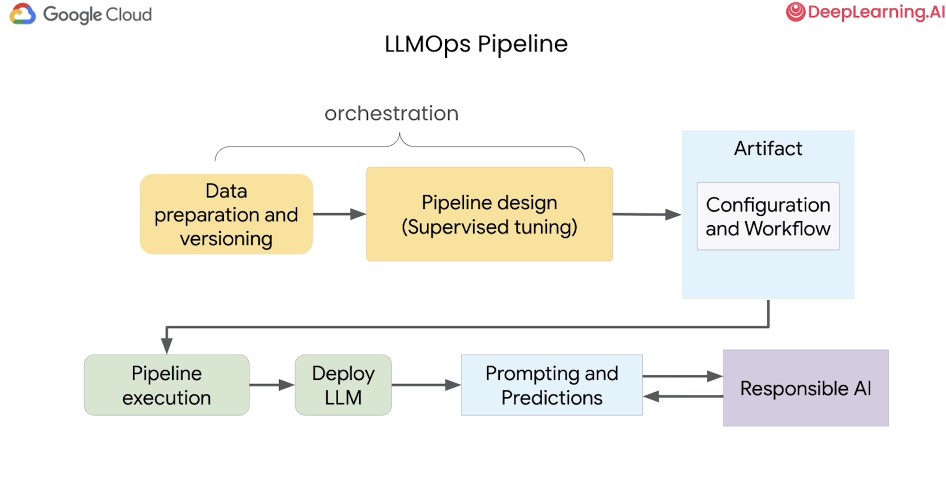 Google Cloud
DeepLearning.AI
LLMOps Pipeline
orchestration
Data
preparation and
versioning
Pipeline design
(Supervised tuning)
Artifact
Configuration
and Workflow
Pipeline
execution
Deploy
LLM
Prompting and
Predictions
Responsible AI